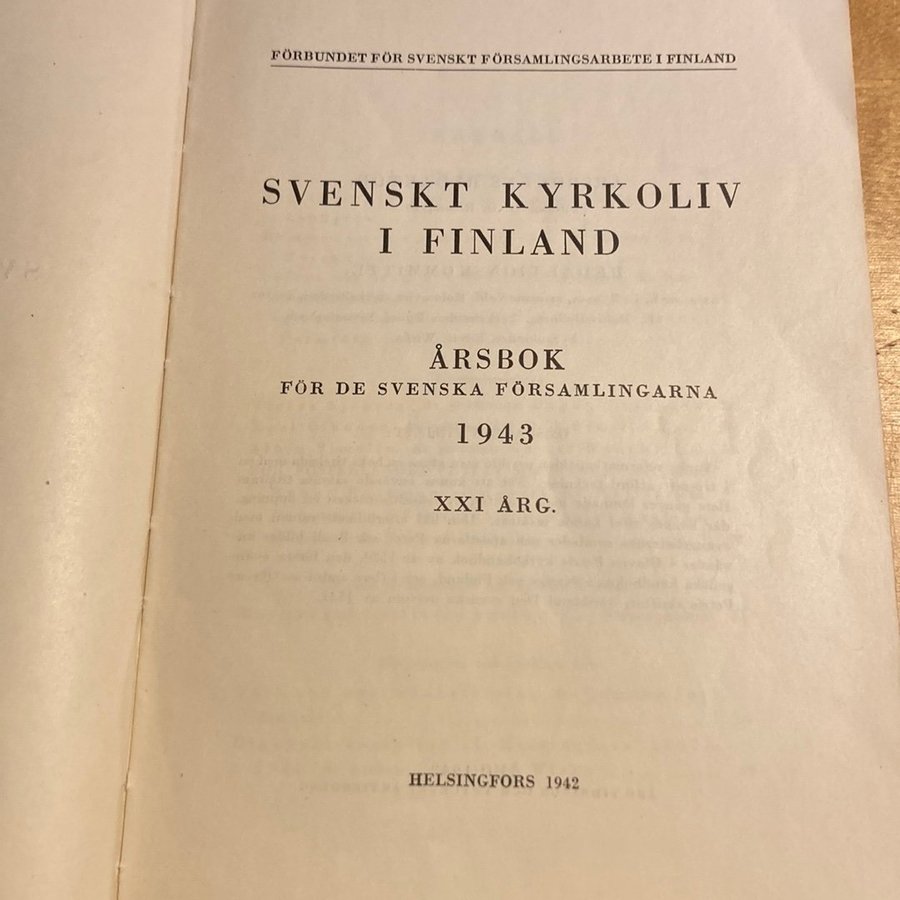 FÖRBUNDET FÖR SVENSKT FÖRSAMLINGSARBETE I FINLAND
SVENSKT KYRKOLIV
I FINLAND
ÅRSBOK
FÖR DE SVENSKA FÖRSAMLINGARNA
1943
XXI ÅRG.
HELSINGFORS 1942